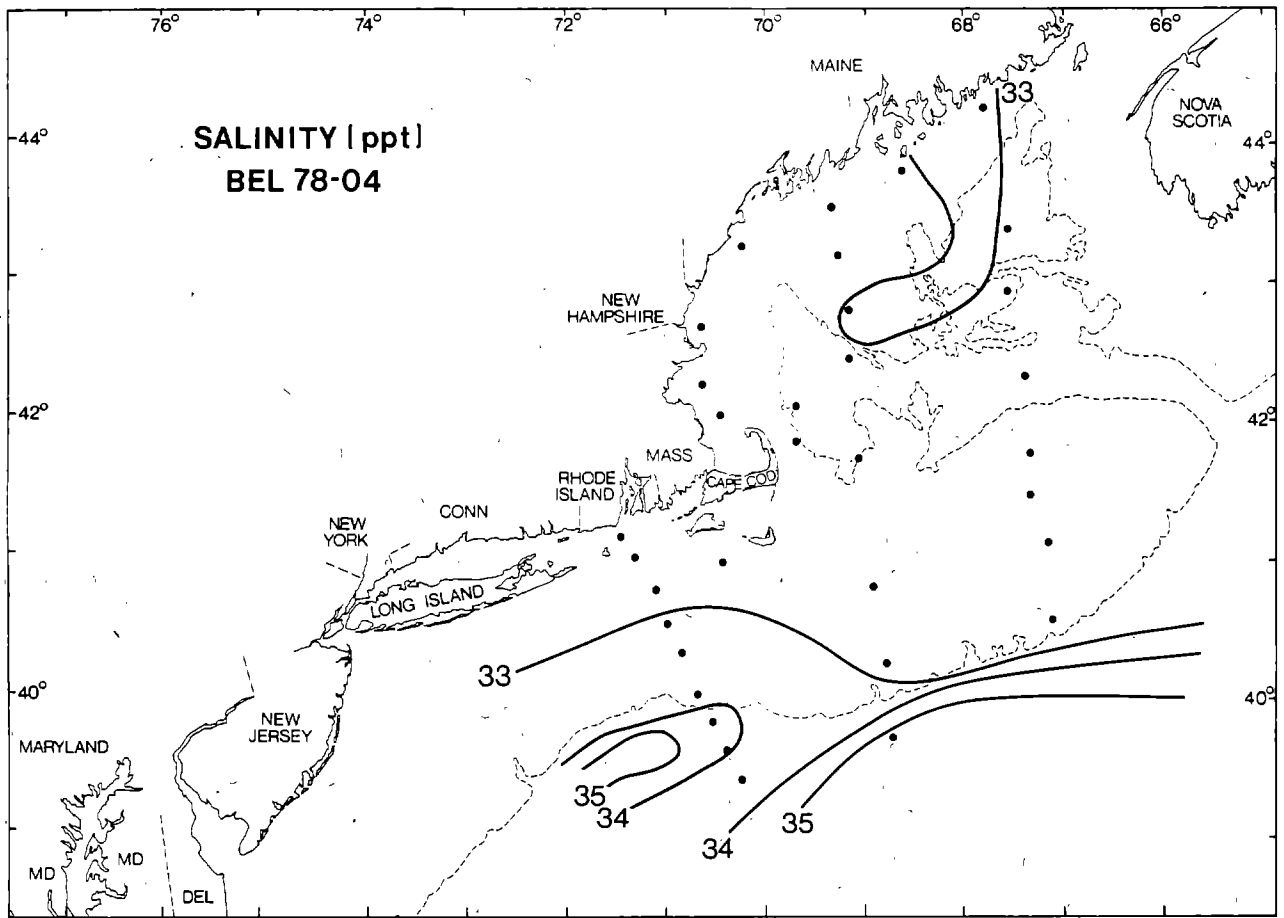 76° 74° 72° 70° 68° 66°
MAINE
33
NOVA
SCOTIA
44° 44°
SALINITY (ppt)
BEL 78-04
NEW
HAMPSHIRE
42° 42°
MASS
RHODE
ISLAND
CAPE COD
CONN
NEW
YORK
LONG ISLAND
33
40° 40°
NEW
JERSEY
MARYLAND
35
34
34
35
MD
MD
DEL